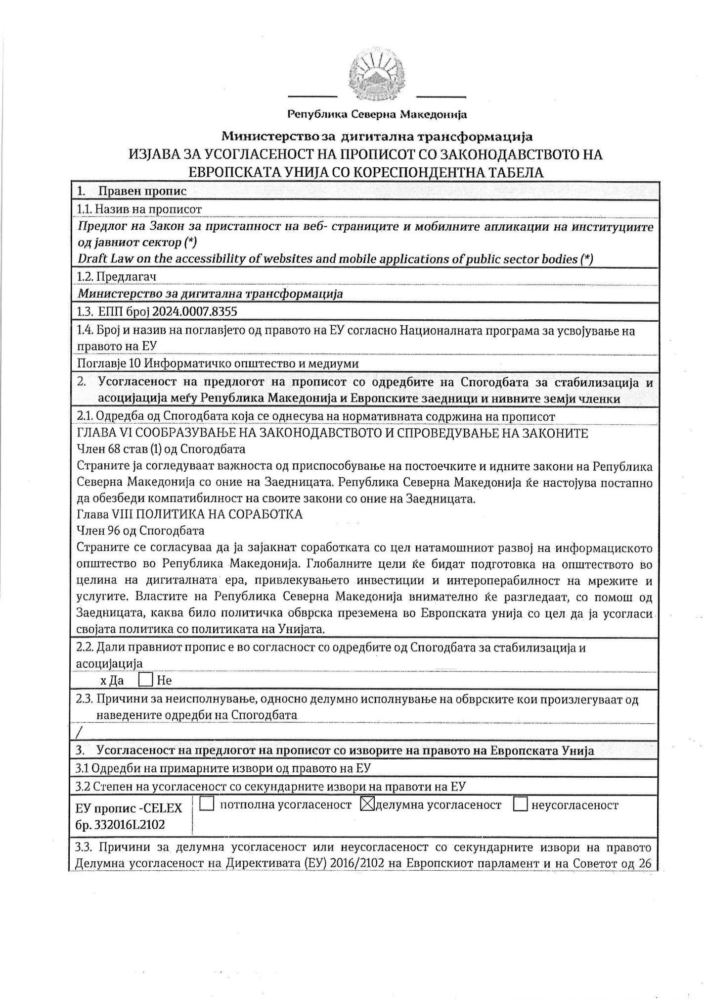 Република Северна Македонија
Министерство за дигитална трансформација
ИЗЈАВА ЗА УСОГЛАСЕНОСТ НА ПРОПИСОТ СО ЗАКОНОДАВСТВОТО НА
ЕВРОПСКАТА УНИЈА СО КОРЕСПОНДЕНТНА ТАБЕЛА
1. Правен пропис
1.1. Назив на прописот
Предлог на Закон за пристапност на веб- страниците и мобилните апликации на институциите
од јавниот сектор (*)
Draft Law on the accessibility of websites and mobile applications of public sector bodies (*)
1.2. Предлагач
Министерство за дигитална трансформација
1.3. ЕПП број 2024.0007.8355
1.4. Број и назив на поглавјето од правото на ЕУ согласно Националната програма за усвојување на
правото на ЕУ
Поглавје 10 Информатичко општество и медиуми
2. Усогласеност на предлогот на прописот со одредбите на Спогодбата за стабилизација и
асоцијација меѓу Република Македонија и Европските заедници и нивните земји членки
2.1. Одредба од Спогодбата која се однесува на нормативната содржина на прописот
ГЛАВА VI СООБРАЗУВАЊЕ НА ЗАКОНОДАВСТВОТО И СПРОВЕДУВАЊЕ НА ЗАКОНИТЕ
Член 68 став (1) од Спогодбата
Страните ја согледуваат важноста од приспособување на постоечките и идните закони на Република
Северна Македонија со оние на Заедницата. Република Северна Македонија ќе настојува постапно
да обезбеди компатибилност на своите закони со оние на Заедницата.
Глава VIII ПОЛИТИКА НА СОРАБОТКА
Член 96 од Спогодбата
Страните се согласуваа да ја зајакнат соработката со цел натамошниот развој на информациското
општество во Република Македонија. Глобалните цели ќе бидат подготовка на општеството во
целина на дигиталната ера, привлекувањето инвестиции и интероперабилност на мрежите и
услугите. Властите на Република Северна Македонија внимателно ќе разгледаат, со помош од
Заедницата, каква било политичка обврска преземена во Европската унија со цел да ја усогласи
својата политика со политиката на Унијата.
2.2. Дали правниот пропис е во согласност со одредбите од Спогодбата за стабилизација и
асоцијација
х Да Не
2.3. Причини за неисполнување, односно делумно исполнување на обврските кои произлегуваат од
наведените одредби на Спогодбата
/
3. Усогласеност на предлогот на прописот со изворите на правото на Европската Унија
3.1 Одредби на примарните извори од правото на ЕУ
3.2 Степен на усогласеност со секундарните извори на правоти на ЕУ
ЕУ пропис -CELEX
бр. 332016L2102
потполна усогласеност делумна усогласеност неусогласеност
3.3. Причини за делумна усогласеност или неусогласеност со секундарните извори на правото
Делумна усогласеност на Директивата (ЕУ) 2016/2102 на Европскиот парламент и на Советот од 26